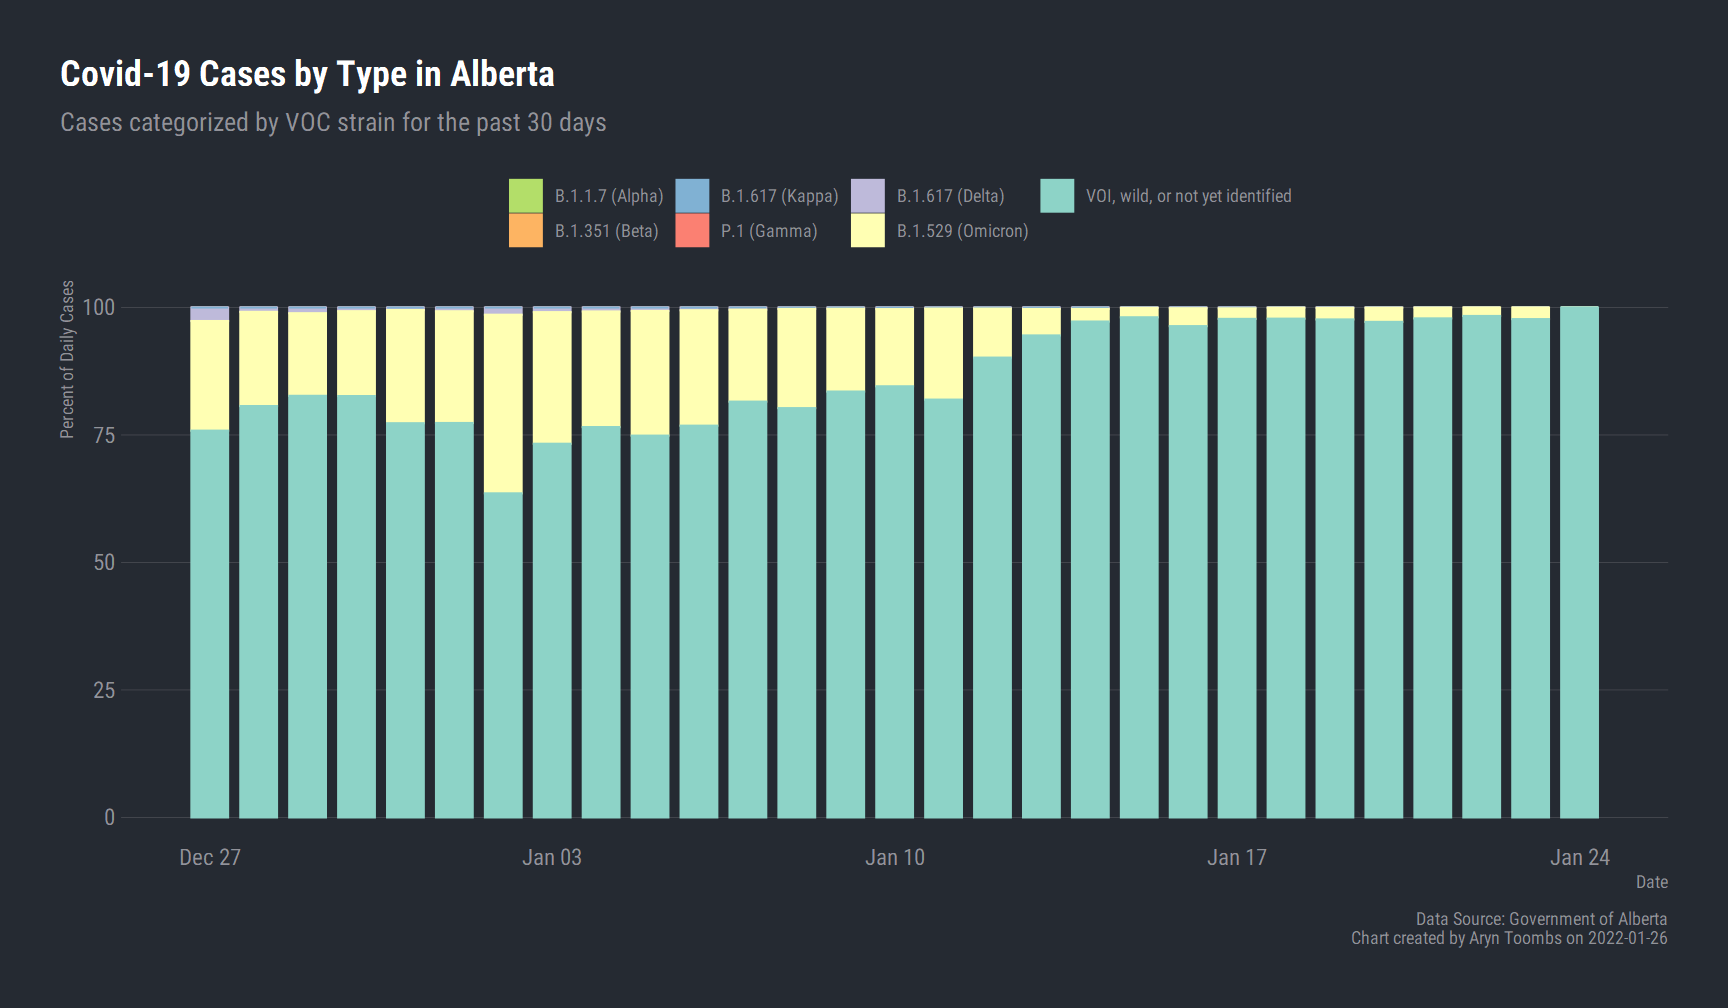 Covid-19 Cases by Type in Alberta
Cases categorized by VOC strain for the past 30 days
B.1.1.7 (Alpha)
B.1.617 (Kappa)
B.1.617 (Delta)
VOI, wild, or not yet identified
B.1.351 (Beta)
P.1 (Gamma)
B.1.529 (Omicron)
Percent of Daily Cases
100
75
50
25
0
Dec 27
Jan 03
Jan 10
Jan 17
Jan 24
Date
Data Source: Government of Alberta
Chart created by Aryn Toombs on 2022-01-26